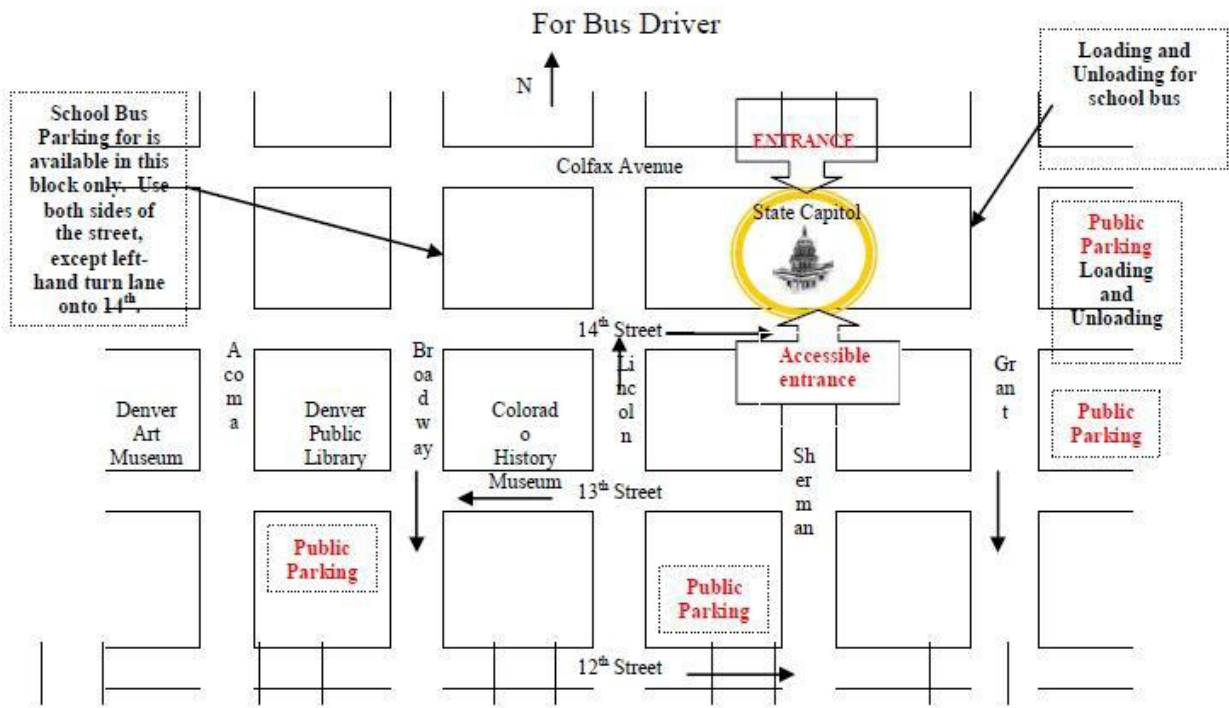 For Bus Driver
N
School Bus
Parking for is
available in this
block only.  Use
both sides of
the street,
except left-
hand turn lane
onto 14th.
Loading and
Unloading for
school bus
ENTRANCE
Colfax Avenue
State Capitol
Public
Parking
Loading
and
Unloading
14th Street
Accessible
entrance
A
co
m
a
Br
oa
d
w
ay
Li
nc
ol
n
Gr
an
t
Denver
Art
Museum
Denver
Public
Library
Colorad
o
History
Museum
Public
Parking
Sh
er
m
an
13th Street
Public
Parking
Public
Parking
12th Street